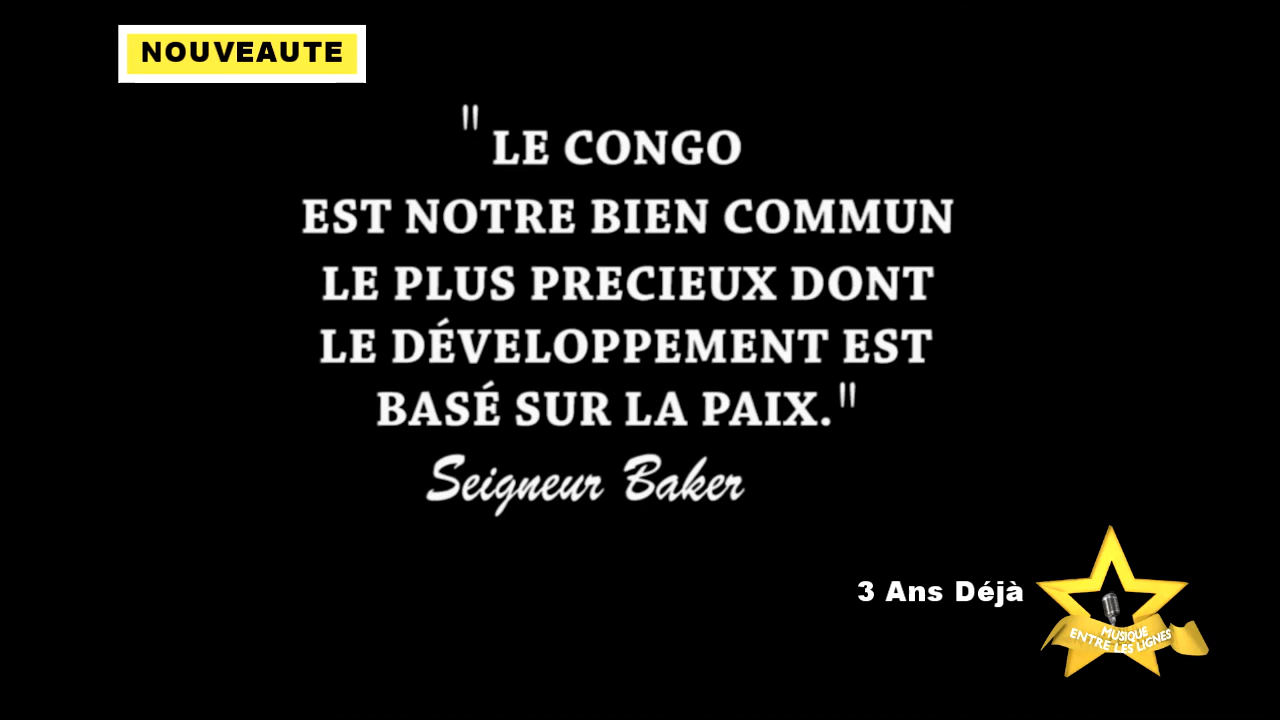 NOUVEAUTE
" LE CONGO
EST NOTRE BIEN COMMUN
LE PLUS PRECIEUX DONT
LE DÉVELOPPEMENT EST
BASÉ SUR LA PAIX."
Seigneur Baker
3 Ans Déjà
MUSIQUE
ENTRE LES LIGNES